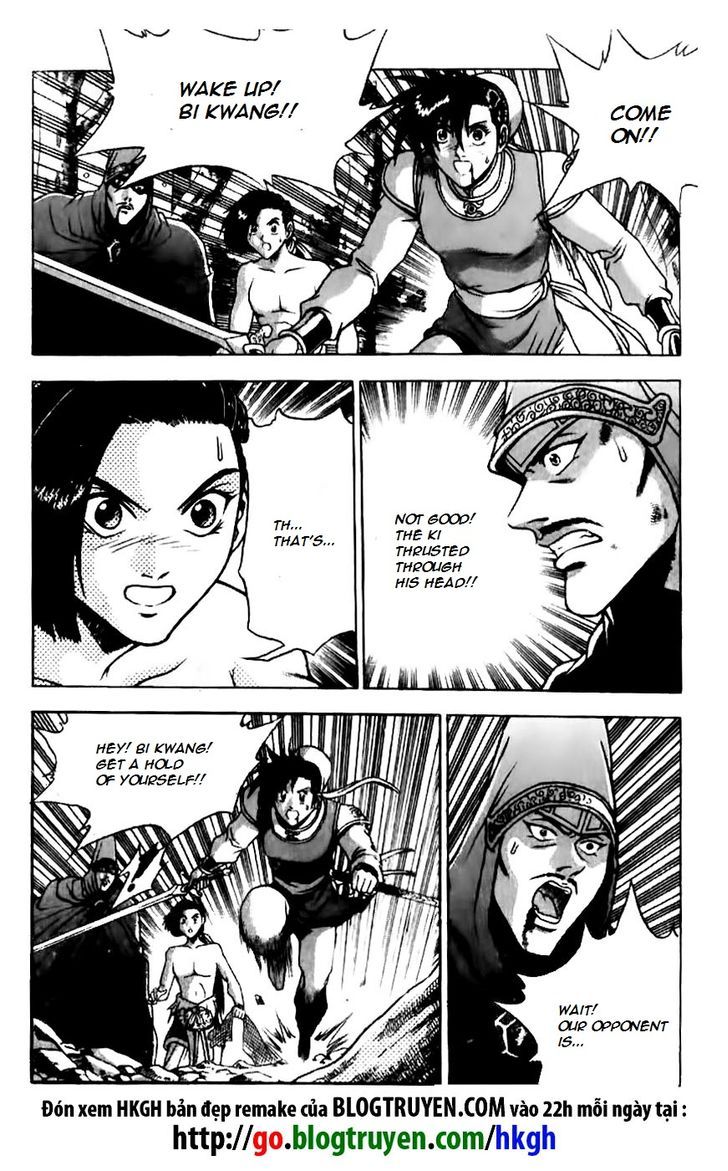 WAKE UP!
BI KWANG!!
COME
ON!!
TH...
THAT'S...
NOT GOOD!
THE KI
THRUSTED
THROUGH
HIS HEAD!!
HEY! BI KWANG!
GET A HOLD
OF YOURSELF!!
WAIT!
OUR OPPONENT
IS...
Đón xem HKGH bản đẹp remake của BLOGTRUYEN.COM vào 22h mỗi ngày tại :
http://go.blogtruyen.com/hkgh